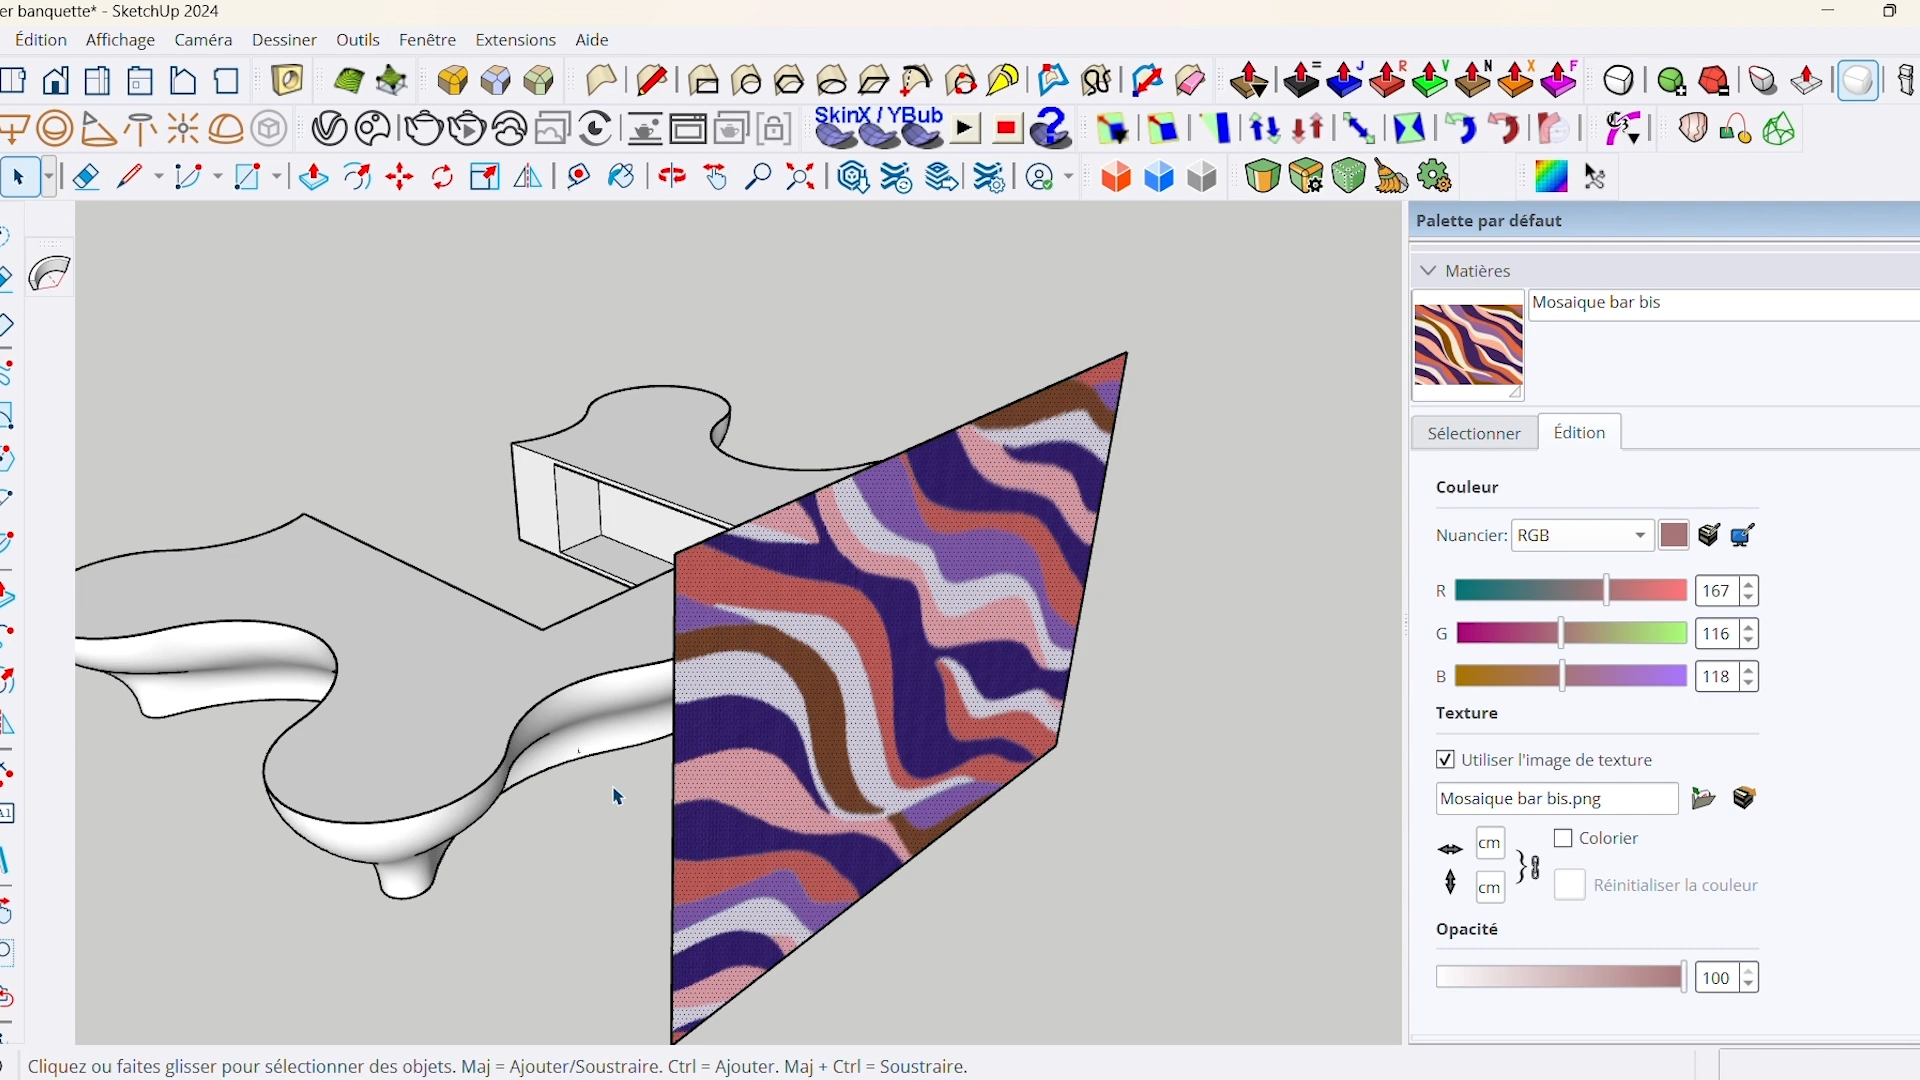 er banquette* - SketchUp 2024
Édition Affichage Caméra Dessiner Outils Fenêtre Extensions Aide
= J R V N X F
SkinX / YBub
Palette par défaut
Matières
Mosaique bar bis
Sélectionner Édition
Couleur
Nuancier: RGB
R 167
G 116
B 118
Texture
Utiliser l'image de texture
Mosaique bar bis.png
cm Colorier
cm Réinitialiser la couleur
Opacité
100
Cliquez ou faites glisser pour sélectionner des objets. Maj = Ajouter/Soustraire. Ctrl = Ajouter. Maj + Ctrl = Soustraire.